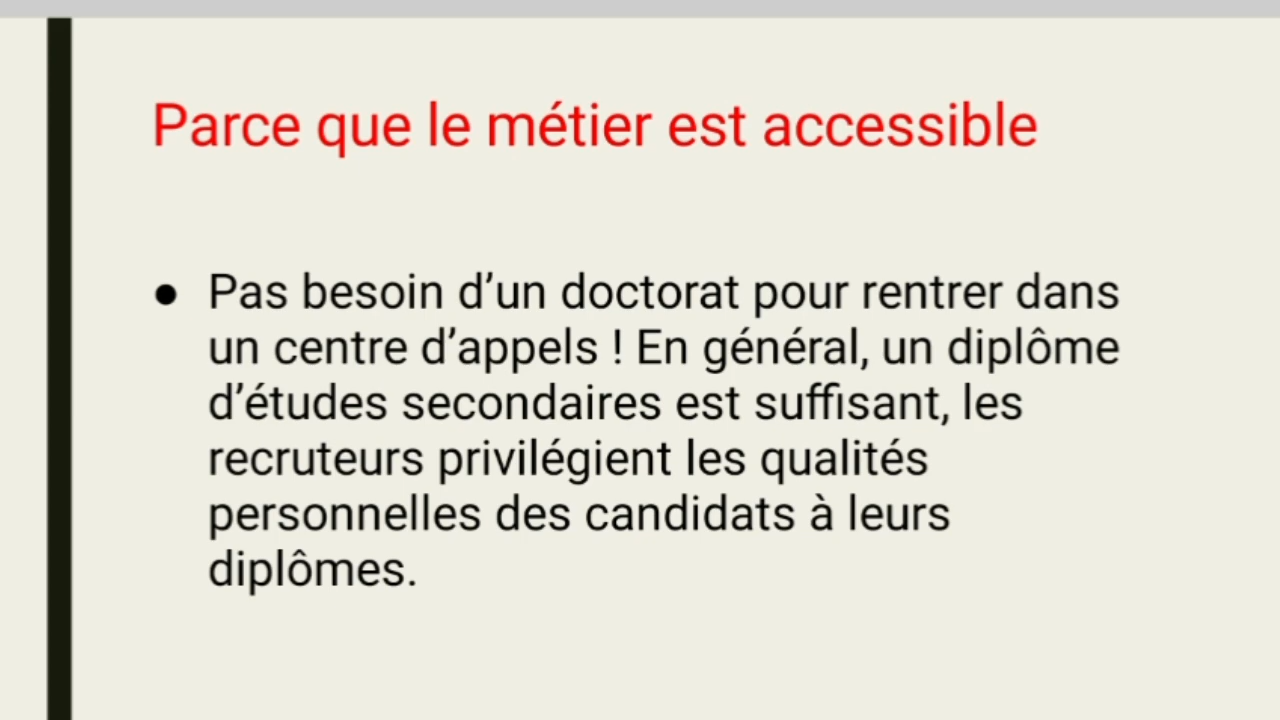 Parce que le métier est accessible
● Pas besoin d’un doctorat pour rentrer dans
un centre d’appels ! En général, un diplôme
d’études secondaires est suffisant, les
recruteurs privilégient les qualités
personnelles des candidats à leurs
diplômes.